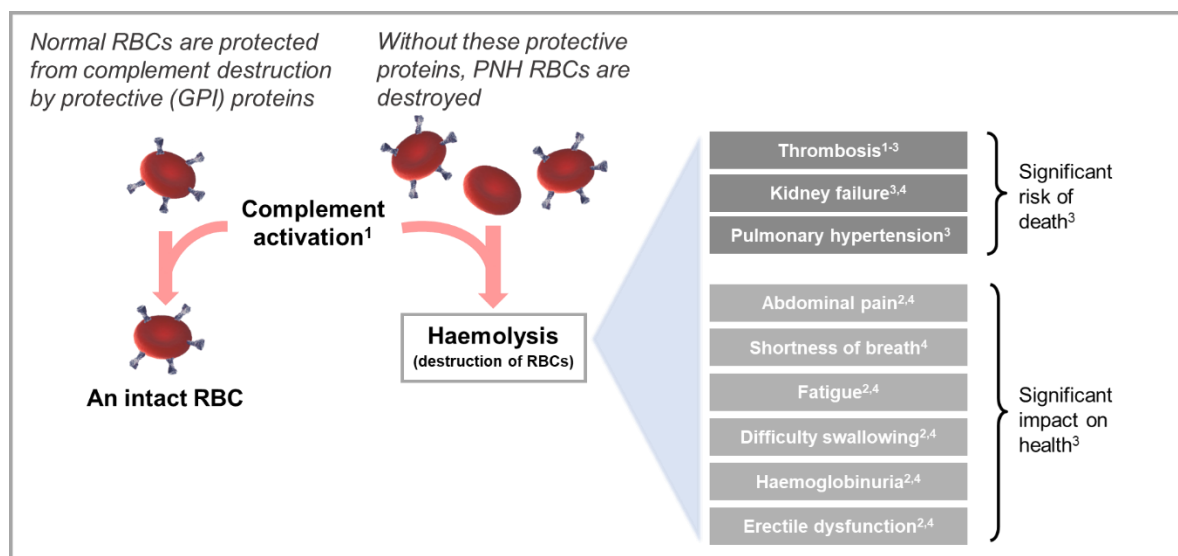 Normal RBCs are protected
from complement destruction
by protective (GPI) proteins
Without these protective
proteins, PNH RBCs are
destroyed
Complement
activation¹
An intact RBC
Haemolysis
(destruction of RBCs)
Thrombosis¹⁻³
Kidney failure³,⁴
Pulmonary hypertension³
Significant
risk of
death³
Abdominal pain²,⁴
Shortness of breath⁴
Fatigue²,⁴
Difficulty swallowing²,⁴
Haemoglobinuria²,⁴
Erectile dysfunction²,⁴
Significant
impact on
health³